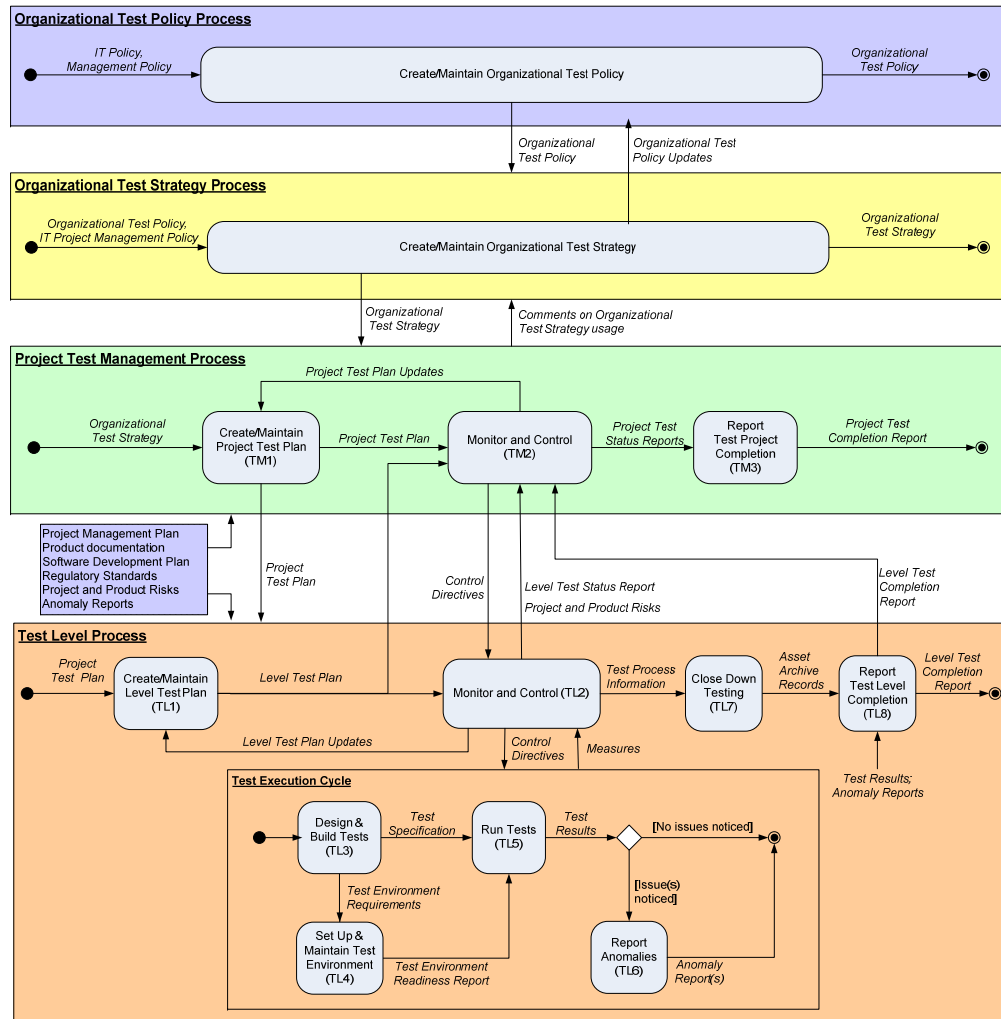 Organizational Test Policy Process
IT Policy,
Management Policy
Create/Maintain Organizational Test Policy
Organizational
Test Policy
Organizational
Test Policy
Organizational Test
Policy Updates
Organizational Test Strategy Process
Organizational Test Policy,
IT Project Management Policy
Create/Maintain Organizational Test Strategy
Organizational
Test Strategy
Organizational
Test Strategy
Comments on Organizational
Test Strategy usage
Project Test Management Process
Project Test Plan Updates
Organizational
Test Strategy
Create/Maintain
Project Test Plan
(TM1)
Project Test Plan
Monitor and Control
(TM2)
Project Test
Status Reports
Report
Test Project
Completion
(TM3)
Project Test
Completion Report
Project Management Plan
Product documentation
Software Development Plan
Regulatory Standards
Project and Product Risks
Anomaly Reports
Project
Test Plan
Control
Directives
Level Test Status Report
Project and Product Risks
Level Test
Completion
Report
Test Level Process
Project
Test Plan
Create/Maintain
Level Test Plan
(TL1)
Level Test Plan
Monitor and Control (TL2)
Test Process
Information
Close Down
Testing
(TL7)
Asset
Archive
Records
Report
Test Level
Completion
(TL8)
Level Test
Completion
Report
Level Test Plan Updates
Control
Directives
Measures
Test Results;
Anomaly Reports
Test Execution Cycle
Design &
Build Tests
(TL3)
Test
Specification
Run Tests
(TL5)
Test
Results
[No issues noticed]
[Issue(s)
noticed]
Test Environment
Requirements
Set Up &
Maintain Test
Environment
(TL4)
Test Environment
Readiness Report
Report
Anomalies
(TL6)
Anomaly
Report(s)